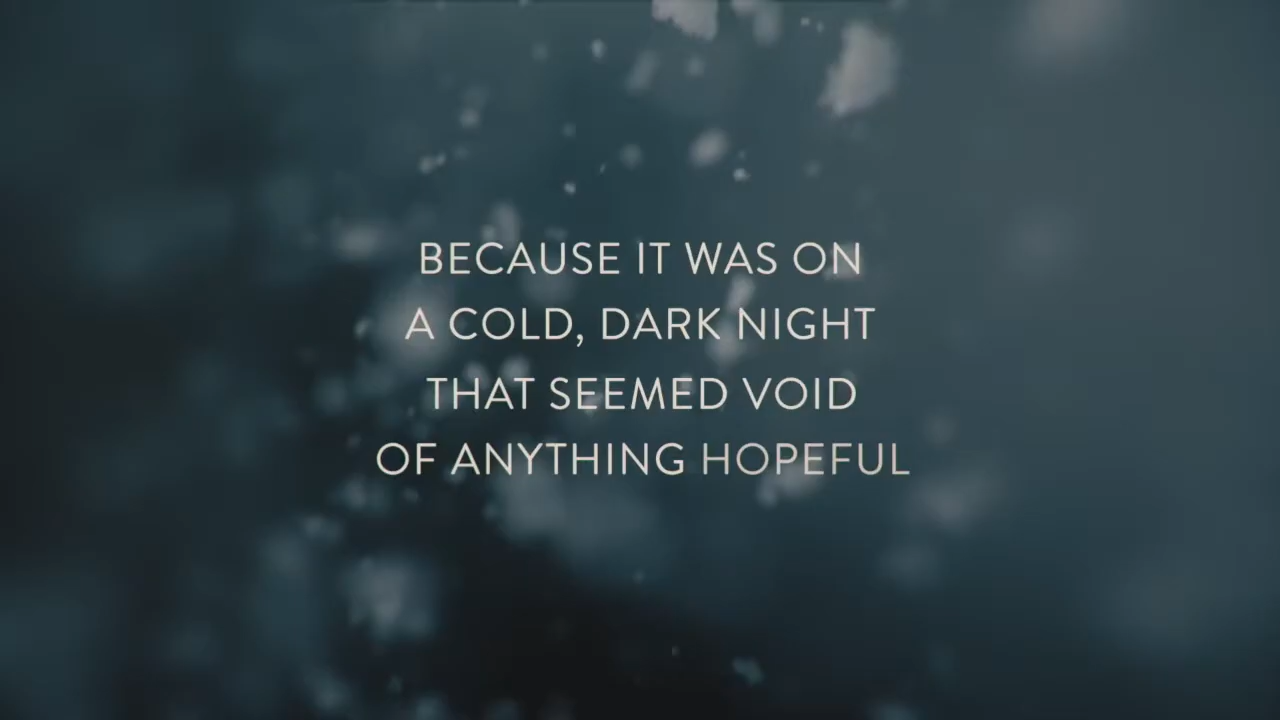 BECAUSE IT WAS ON
A COLD, DARK NIGHT
THAT SEEMED VOID
OF ANYTHING HOPEFUL